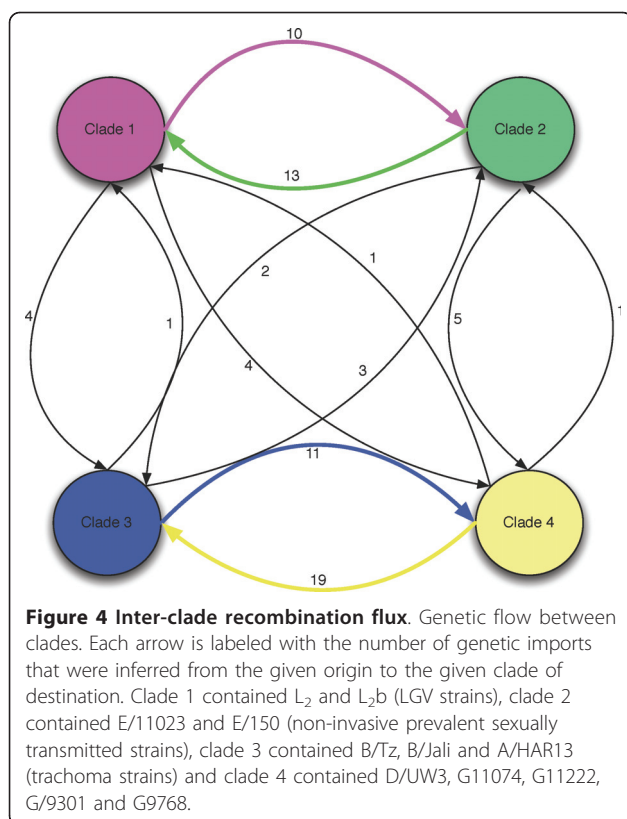 10
Clade 1
Clade 2
13
2
1
4
1
5
1
4
3
11
Clade 3
Clade 4
19
Figure 4 Inter-clade recombination flux. Genetic flow between
clades. Each arrow is labeled with the number of genetic imports
that were inferred from the given origin to the given clade of
destination. Clade 1 contained L₂ and L₂b (LGV strains), clade 2
contained E/11023 and E/150 (non-invasive prevalent sexually
transmitted strains), clade 3 contained B/Tz, B/Jali and A/HAR13
(trachoma strains) and clade 4 contained D/UW3, G11074, G11222,
G/9301 and G9768.